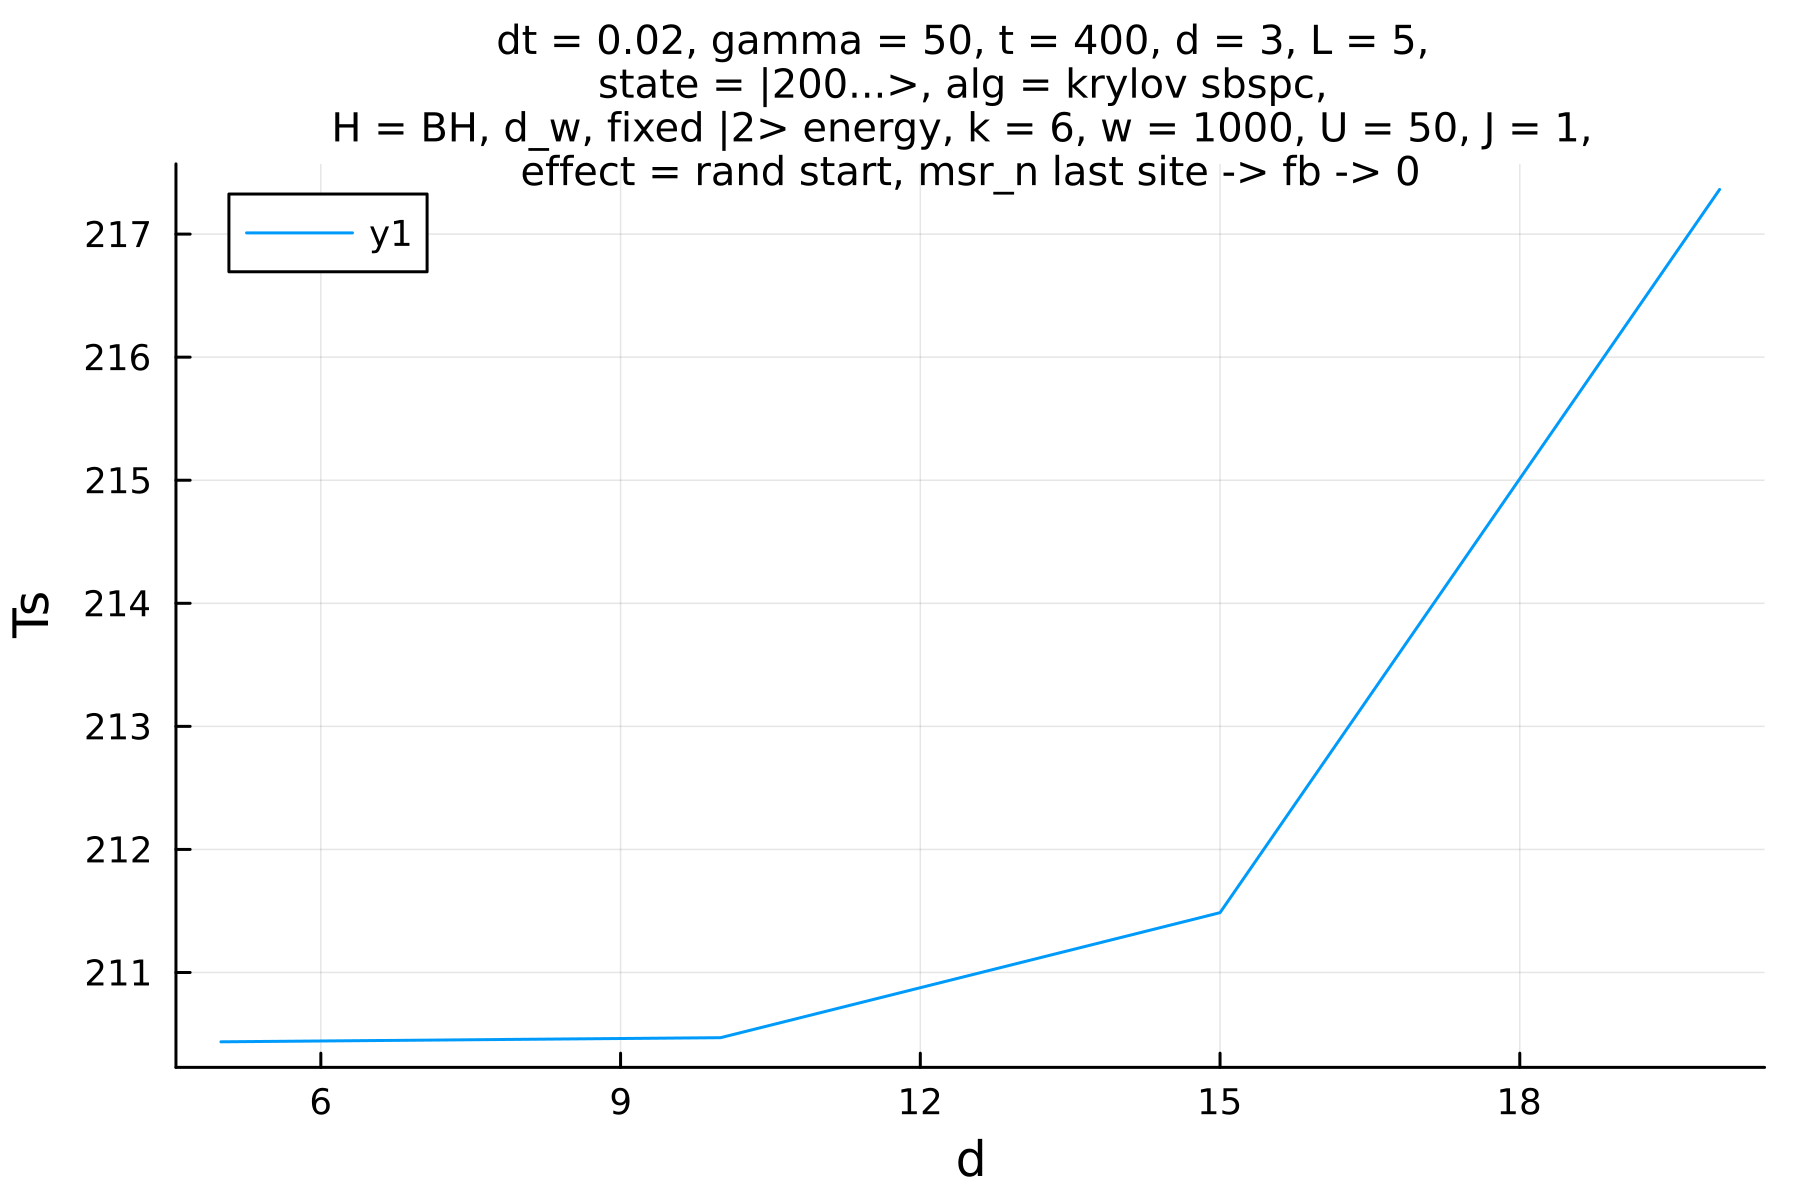 dt = 0.02, gamma = 50, t = 400, d = 3, L = 5,
state = |200...>, alg = krylov sbspc,
H = BH, d_w, fixed |2> energy, k = 6, w = 1000, U = 50, J = 1,
effect = rand start, msr_n last site -> fb -> 0
y1
217
216
215
214
213
212
211
Ts
6 9 12 15 18
d